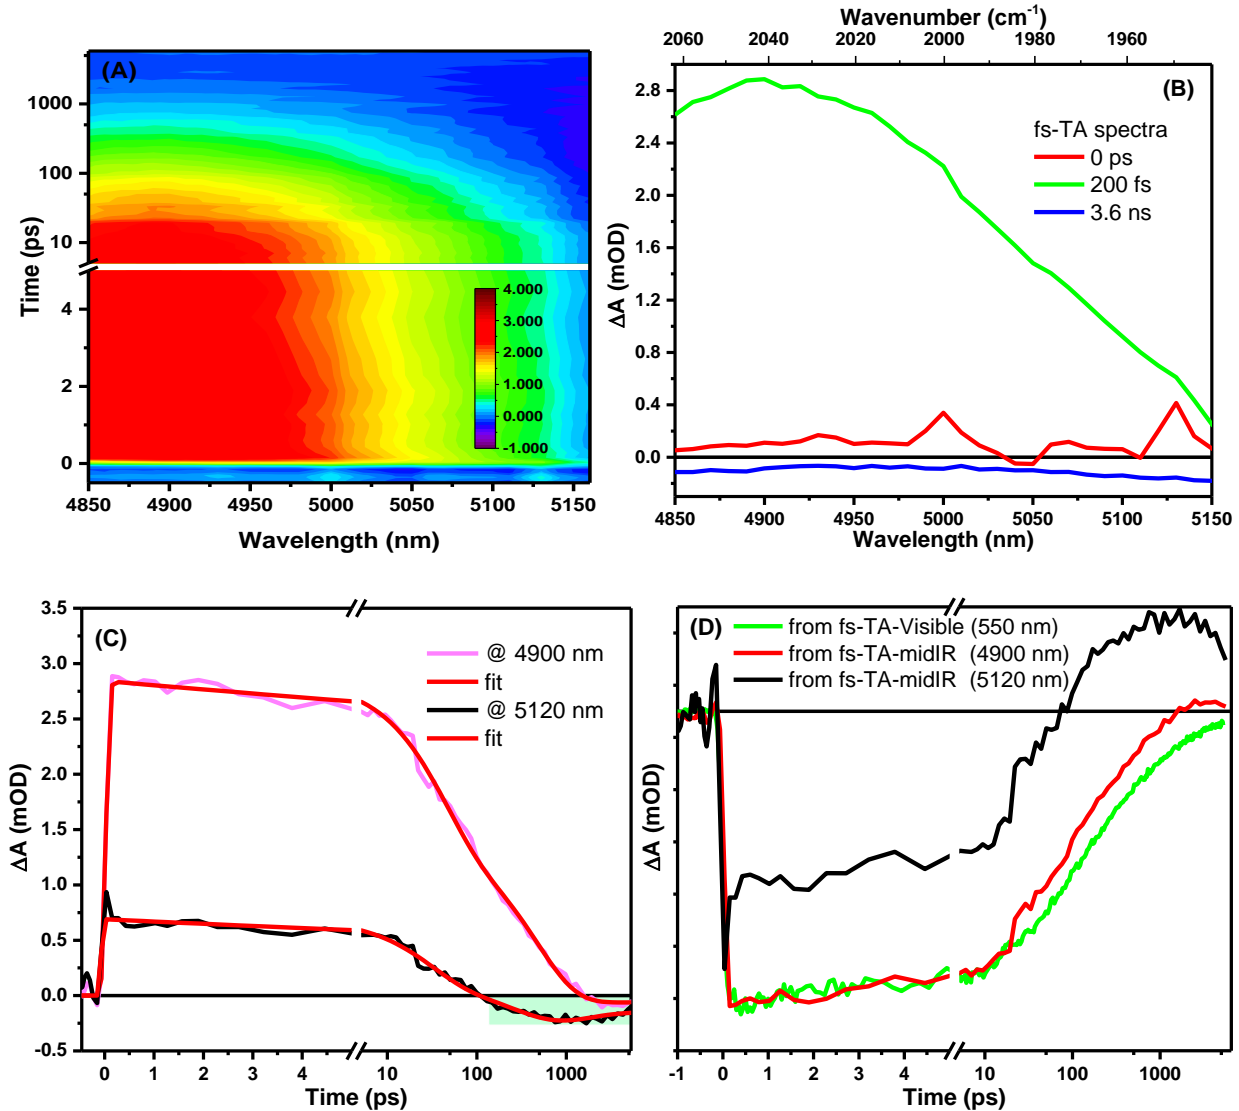 (A)
1000
100
10
4
2
0
Time (ps)
4.000
3.000
2.000
1.000
0.000
-1.000
4850 4900 4950 5000 5050 5100 5150
Wavelength (nm)
Wavenumber (cm⁻¹)
2060 2040 2020 2000 1980 1960
(B)
2.8
2.4
2.0
1.6
1.2
0.8
0.4
0.0
ΔA (mOD)
fs-TA spectra
0 ps
200 fs
3.6 ns
4850 4900 4950 5000 5050 5100 5150
Wavelength (nm)
(C)
3.5
3.0
2.5
2.0
1.5
1.0
0.5
0.0
-0.5
ΔA (mOD)
@ 4900 nm
fit
@ 5120 nm
fit
0 1 2 3 4 10 100 1000
Time (ps)
(D)
from fs-TA-Visible (550 nm)
from fs-TA-midIR (4900 nm)
from fs-TA-midIR (5120 nm)
ΔA (mOD)
-1 0 1 2 3 4 10 100 1000
Time (ps)